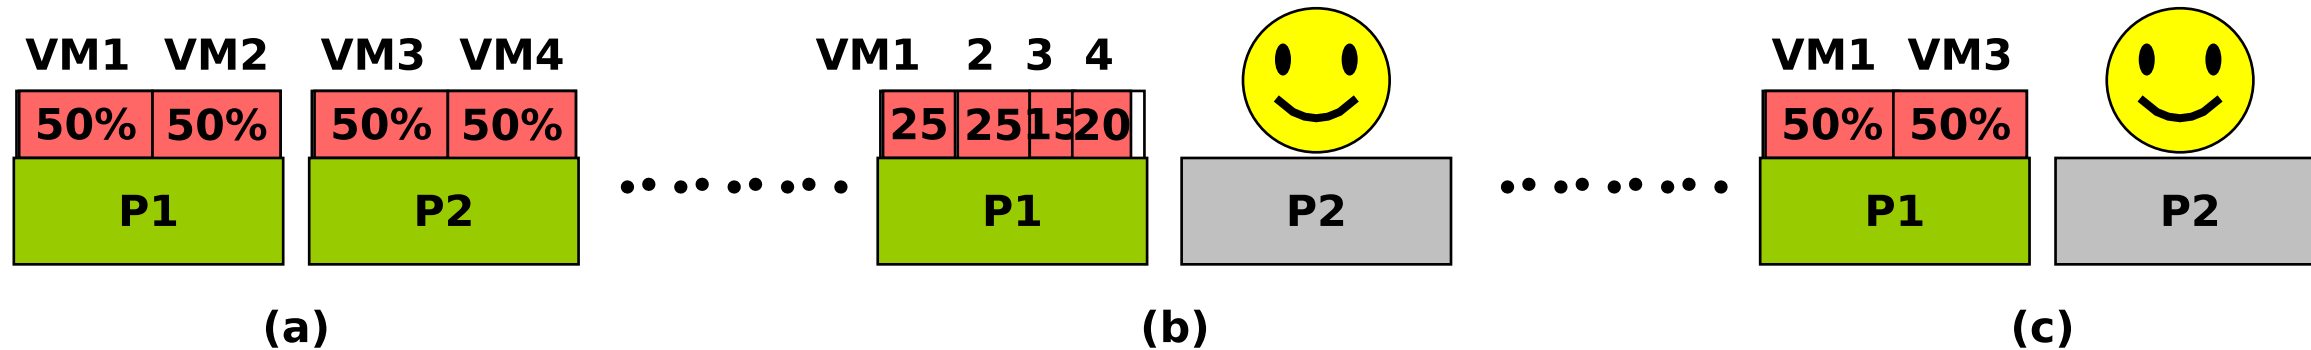 VM1 VM2 VM3 VM4 VM1 2 3 4 VM1 VM3
50% 50% 50% 50% 25 25 15 20 50% 50%
P1 P2 P1 P2 P1 P2
(a) (b) (c)